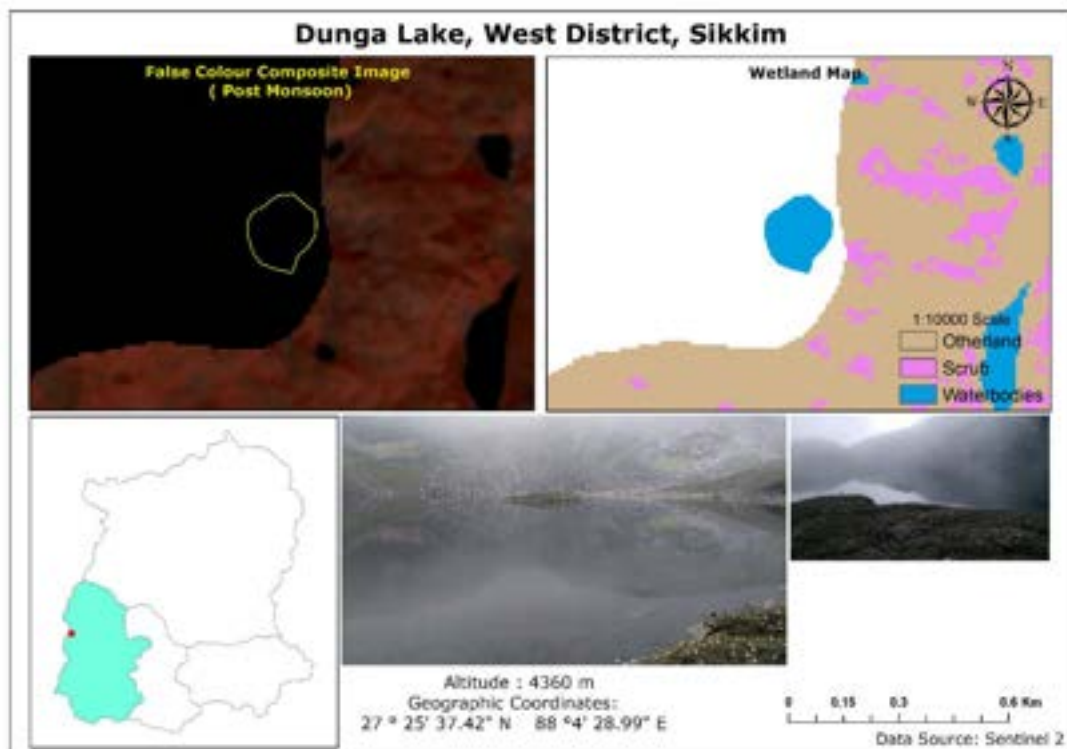 Dunga Lake, West District, Sikkim
False Colour Composite Image
( Post Monsoon)
Wetland Map
N
W
E
1:10000 Scale
Otherland
Scrub
Waterbodies
Altitude : 4360 m
Geographic Coordinates:
27 ° 25' 37.42" N 88 º4' 28.99" E
0 0.15 0.3 0.6 Km
Data Source: Sentinel 2